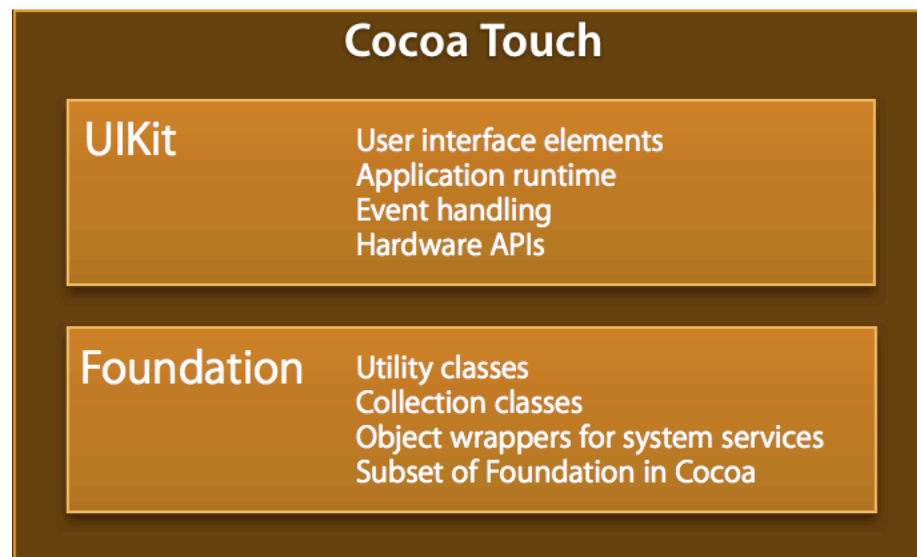 Cocoa Touch
UIKit
User interface elements
Application runtime
Event handling
Hardware APIs
Foundation
Utility classes
Collection classes
Object wrappers for system services
Subset of Foundation in Cocoa